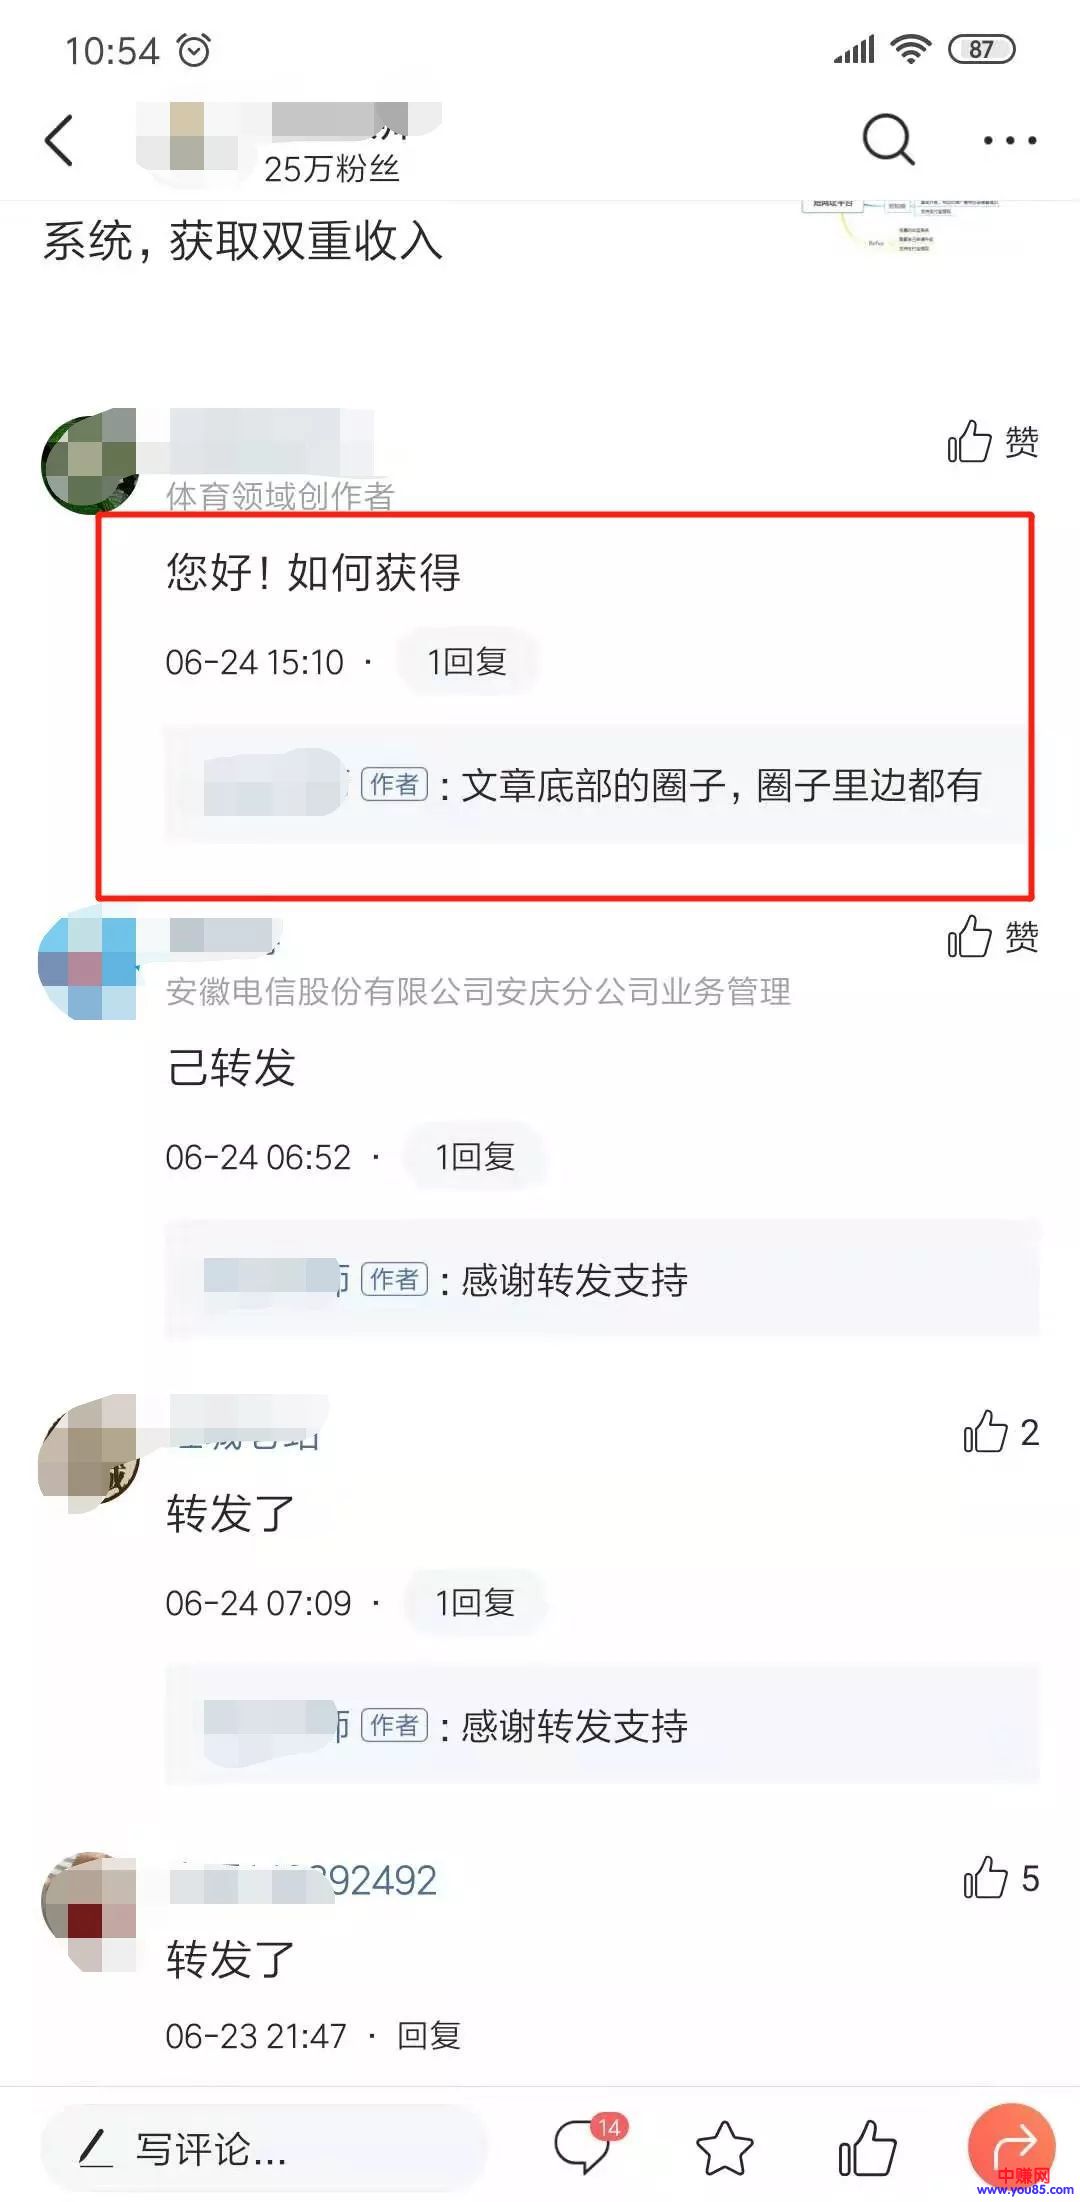 10:54
87
25万粉丝
系统，获取双重收入
赞
体育领域创作者
您好！如何获得
06-24 15:10 · 1回复
作者：文章底部的圈子，圈子里边都有
赞
安徽电信股份有限公司安庆分公司业务管理
己转发
06-24 06:52 · 1回复
作者：感谢转发支持
2
转发了
06-24 07:09 · 1回复
作者：感谢转发支持
92492
5
转发了
06-23 21:47 · 回复
写评论...
14
中赚网
www.you85.com